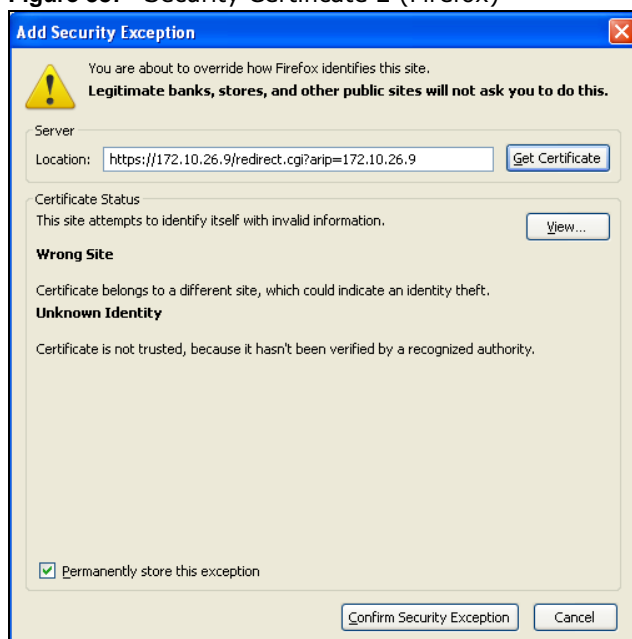 Figure Security Certificate 2 (Firefox)
Add Security Exception
You are about to override how Firefox identifies this site.
Legitimate banks, stores, and other public sites will not ask you to do this.
Server
Location: https://172.10.26.9/redirect.cgi?arip=172.10.26.9 Get Certificate
Certificate Status
This site attempts to identify itself with invalid information. View...
Wrong Site
Certificate belongs to a different site, which could indicate an identity theft.
Unknown Identity
Certificate is not trusted, because it hasn't been verified by a recognized authority.
Permanently store this exception
Confirm Security Exception Cancel